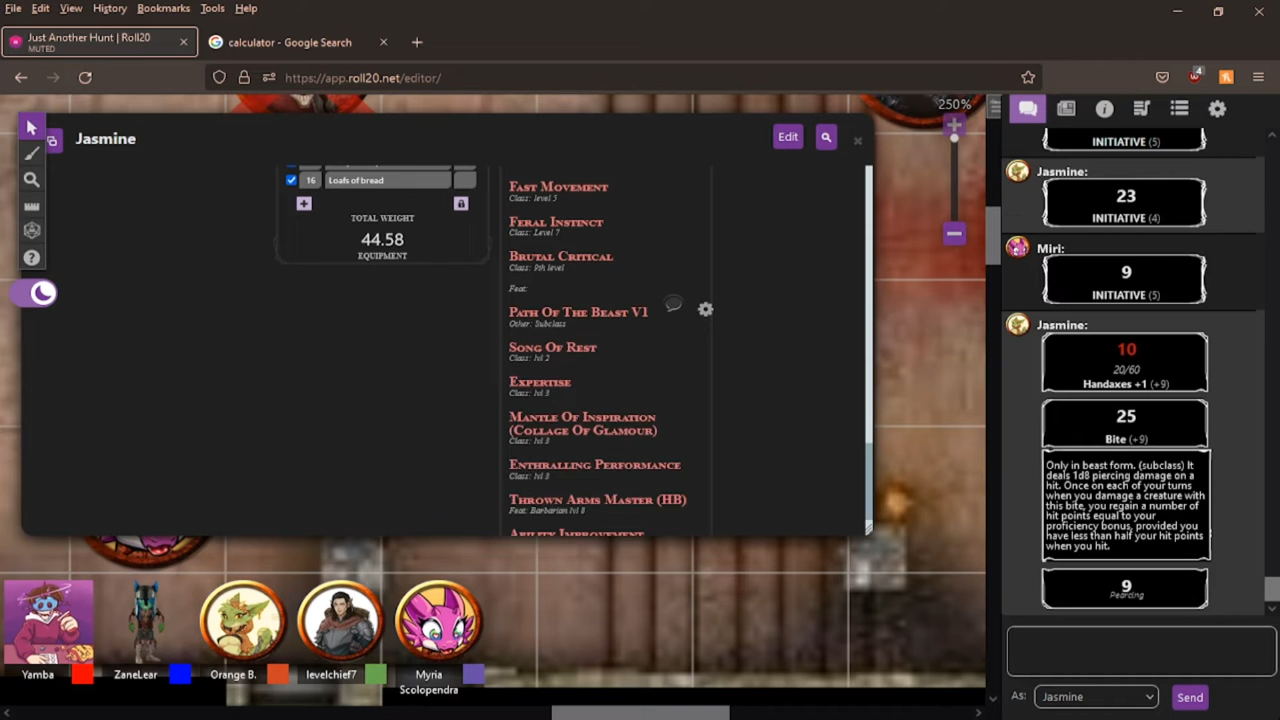 File Edit View History Bookmarks Tools Help
Just Another Hunt | Roll20
MUTED
calculator - Google Search
https://app.roll20.net/editor/
4
250%
Jasmine
Edit
16 Loafs of bread
TOTAL WEIGHT
44.58
EQUIPMENT
FAST MOVEMENT
Class: level 5
FERAL INSTINCT
Class: Level 7
BRUTAL CRITICAL
Class: 9th level
Feat:
PATH OF THE BEAST V1
Other: Subclass
SONG OF REST
Class: lvl 2
EXPERTISE
Class: lvl 3
MANTLE OF INSPIRATION
(COLLAGE OF GLAMOUR)
Class: lvl 3
ENTHRALLING PERFORMANCE
Class: lvl 3
THROWN ARMS MASTER (HB)
Feat: Barbarian lvl 8
ABILITY IMPROVEMENT
INITIATIVE (5)
Jasmine:
23
INITIATIVE (4)
Miri:
9
INITIATIVE (5)
Jasmine:
10
20/60
Handaxes +1 (+9)
25
Bite (+9)
Only in beast form. (subclass) It
deals 1d8 piercing damage on a
hit. Once on each of your turns
when you damage a creature with
this bite, you regain a number of
hit points equal to your
proficiency bonus, provided you
have less than half your hit points
when you hit.
9
Pearcing
As: Jasmine
Send
Yamba
ZaneLear
Orange B.
levelchief7
Myria
Scolopendra